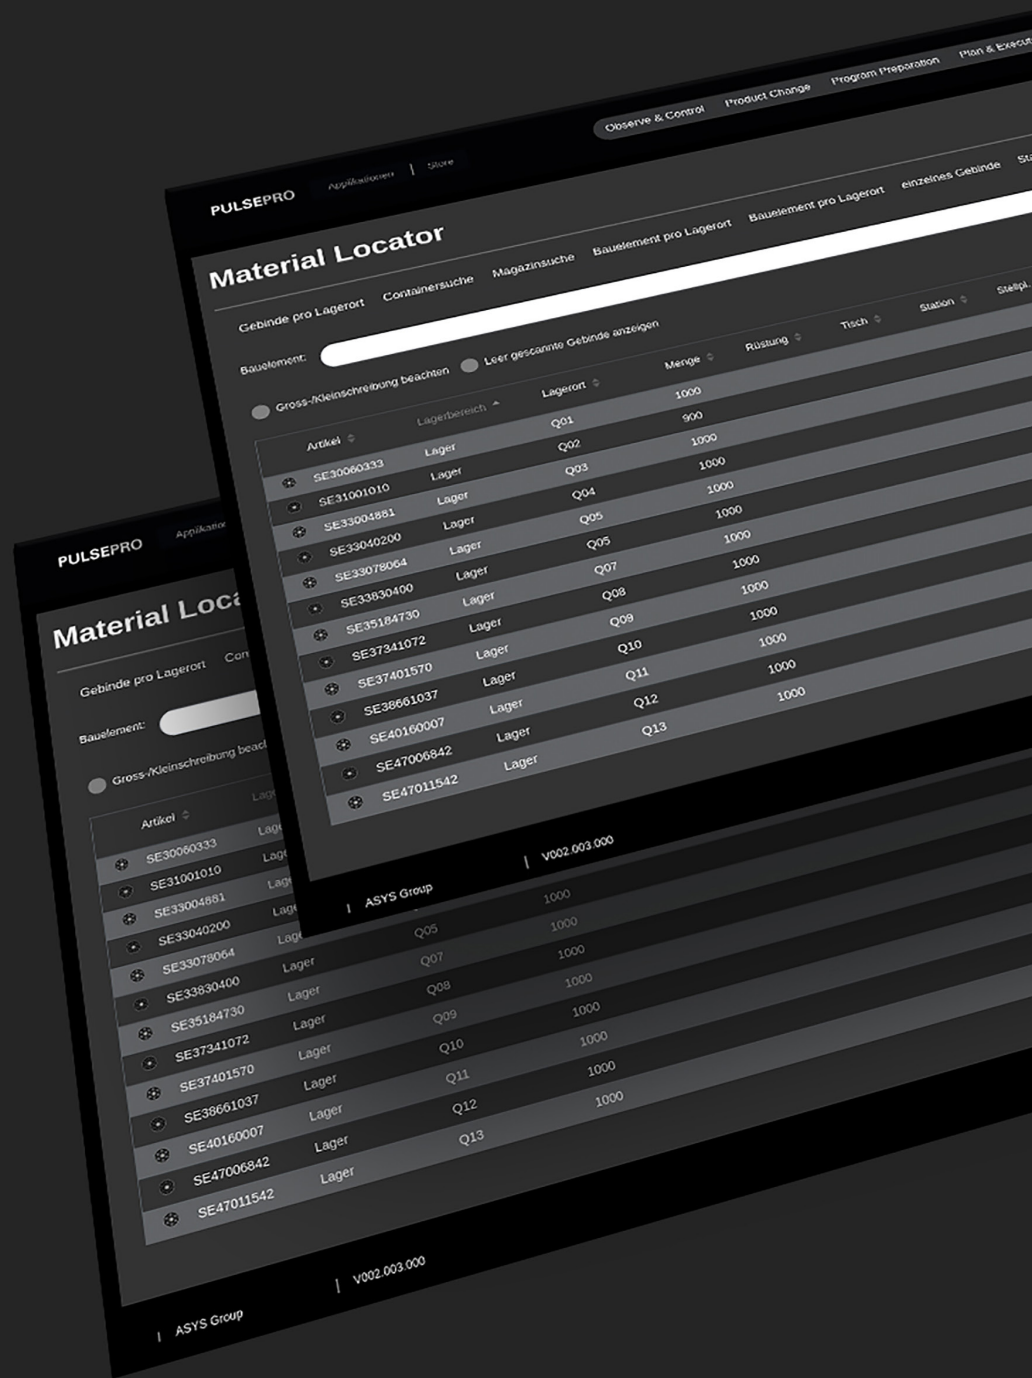 PULSEPRO Applikationen | Store Observe & Control Product Change Program Preparation
Material Locator
Gebinde pro Lagerort Containersuche Magazinsuche Bauelement pro Lagerort Bauelement pro Lagerort einzelnes Gebinde
Bauelement:
Gross-/Kleinschreibung beachten Leer gescannte Gebinde anzeigen
Artikel Lagerbereich Lagerort Menge Rüstung Tisch Station Stellpl.
SE30060333 Lager Q01 1000
SE31001010 Lager Q02 900
SE33004881 Lager Q03 1000
SE33040200 Lager Q04 1000
SE33078064 Lager Q05 1000
SE33830400 Lager Q05 1000
SE35184730 Lager Q07 1000
SE37341072 Lager Q08 1000
SE37401570 Lager Q09 1000
SE38661037 Lager Q10 1000
SE40160007 Lager Q11 1000
SE47006842 Lager Q12 1000
SE47011542 Lager Q13 1000
| ASYS Group | V002.003.000
PULSEPRO
Material
Gebinde pro Lagerort
Bauelement:
Gross-/Kleinschreibung
Artikel
SE30060333
SE31001010
SE33004881
SE33040200
SE33078064 1000
SE33830400 Lager Q05 1000
SE35184730 Lager Q07 1000
SE37341072 Lager Q08 1000
SE37401570 Lager Q09 1000
SE38661037 Lager Q10 1000
SE40160007 Lager Q11 1000
SE47006842 Lager Q12 1000
SE47011542 Lager Q13
| ASYS Group | V002.003.000